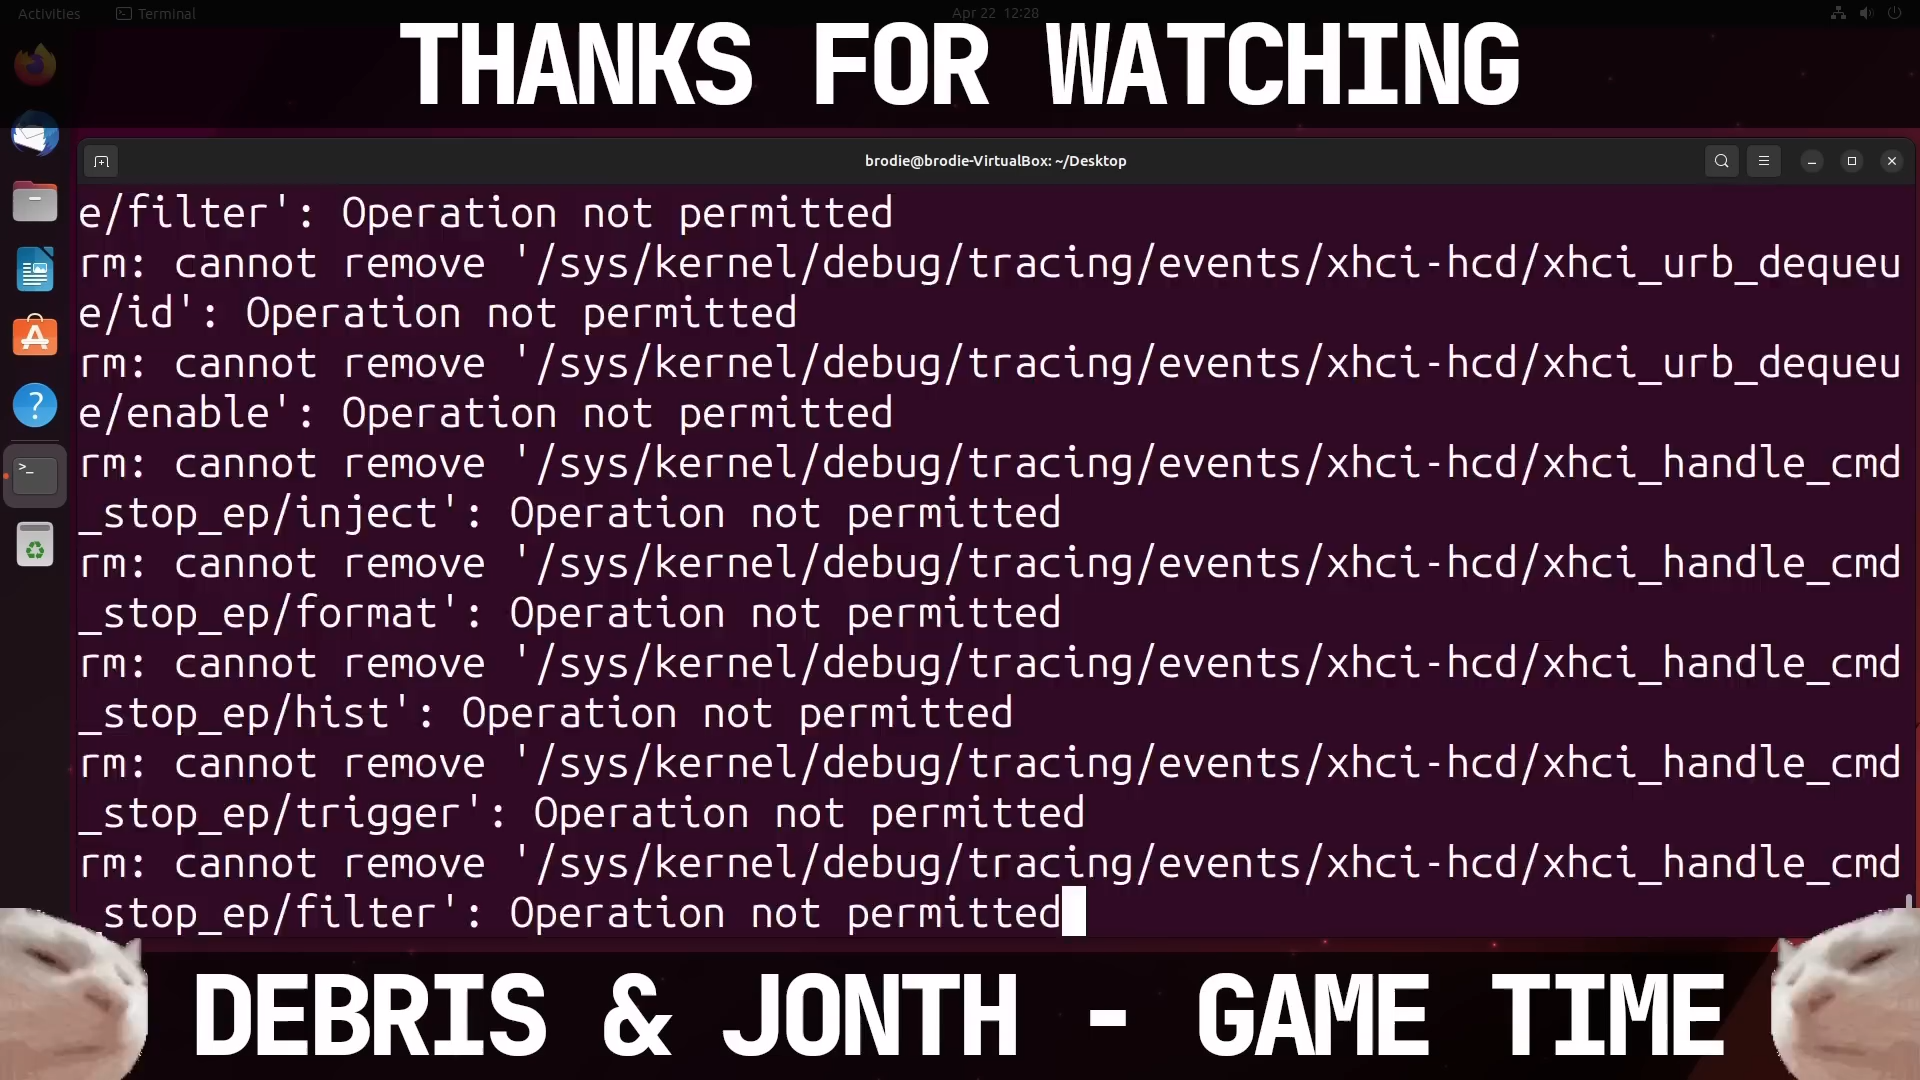 Activities Terminal Apr 22 12:28
THANKS FOR WATCHING
brodie@brodie-VirtualBox: ~/Desktop
e/filter': Operation not permitted
rm: cannot remove '/sys/kernel/debug/tracing/events/xhci-hcd/xhci_urb_dequeu
e/id': Operation not permitted
rm: cannot remove '/sys/kernel/debug/tracing/events/xhci-hcd/xhci_urb_dequeu
e/enable': Operation not permitted
rm: cannot remove '/sys/kernel/debug/tracing/events/xhci-hcd/xhci_handle_cmd
_stop_ep/inject': Operation not permitted
rm: cannot remove '/sys/kernel/debug/tracing/events/xhci-hcd/xhci_handle_cmd
_stop_ep/format': Operation not permitted
rm: cannot remove '/sys/kernel/debug/tracing/events/xhci-hcd/xhci_handle_cmd
_stop_ep/hist': Operation not permitted
rm: cannot remove '/sys/kernel/debug/tracing/events/xhci-hcd/xhci_handle_cmd
_stop_ep/trigger': Operation not permitted
rm: cannot remove '/sys/kernel/debug/tracing/events/xhci-hcd/xhci_handle_cmd
_stop_ep/filter': Operation not permitted
DEBRIS & JONTH - GAME TIME